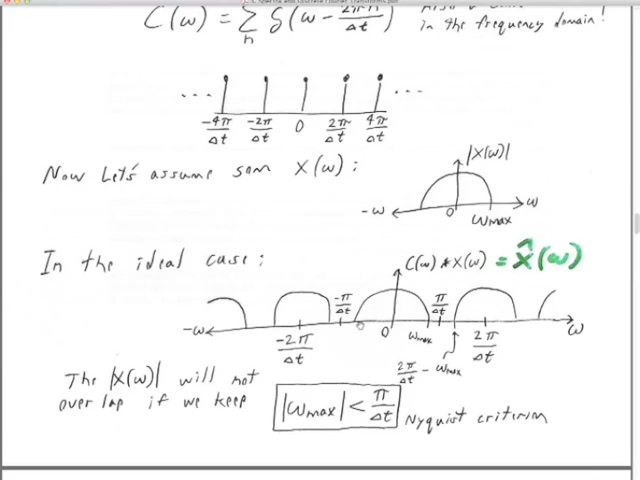 C(ω) = Σ δ(ω - 2πn/Δt)
n
in the frequency domain!
... ...
-4π/Δt -2π/Δt 0 2π/Δt 4π/Δt
Now Let's assume som X(ω) :
|X(ω)|
-ω 0 ωmax ω
In the ideal case :
C(ω) * X(ω) = X̂(ω)
-π/Δt π/Δt
-ω -2π/Δt 0 ωmax 2π/Δt ω
2π/Δt - ωmax
The |X(ω)| will not
overlap if we keep
|ωmax| < π/Δt
Nyquist criterion